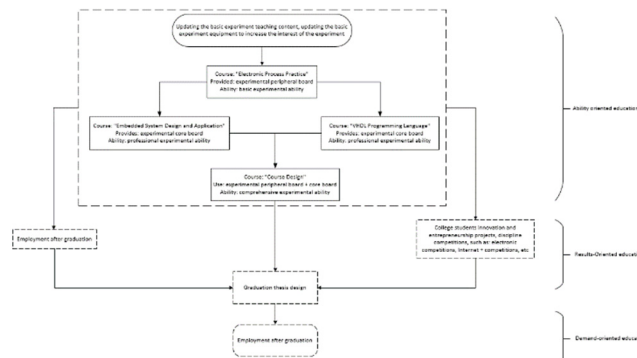 Updating the basic experiment teaching content, updating the basic
experiment equipment to increase the interest of the experiment
Course: "Electronic Process Practice"
Provided: experimental peripheral board
Ability: basic experimental ability
Course: "Embedded System Design and Application"
Provides: experimental core board
Ability: professional experimental ability
Course: "VHDL Programming Language"
Provides: experimental core board
Ability: professional experimental ability
Course: "Course Design"
Use: experimental peripheral board + core board
Ability: comprehensive experimental ability
Ability oriented education
Employment after graduation
College students innovation and
entrepreneurship projects, discipline
competitions, such as: electronic
competitions, Internet + competitions, etc
Results-Oriented educat
Graduation thesis design
Employment after graduation
Demand-oriented educat